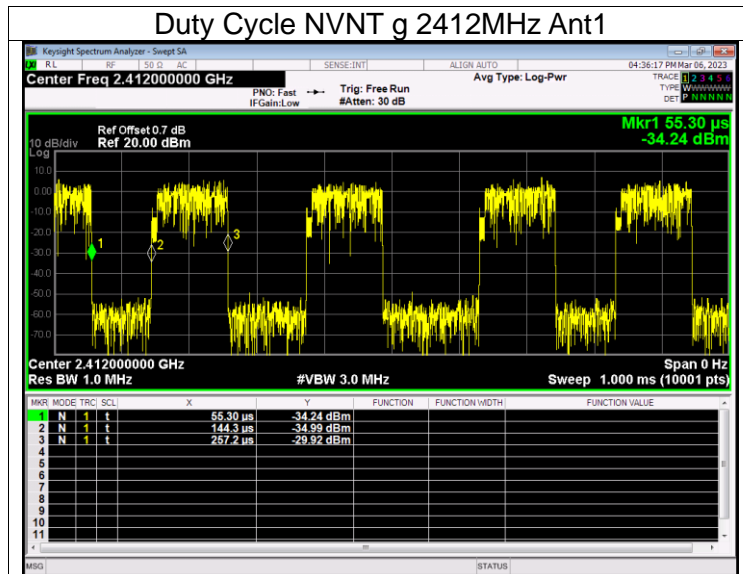 Duty Cycle NVNT g 2412MHz Ant1
Keysight Spectrum Analyzer - Swept SA
RL RF 50 Ω AC SENSE:INT ALIGN AUTO 04:36:17 PM Mar 06, 2023
Center Freq 2.412000000 GHz
PNO: Fast
IFGain:Low
Trig: Free Run
#Atten: 30 dB
Avg Type: Log-Pwr
TRACE 1 2 3 4 5 6
TYPE W
DET P N N N N N
Mkr1 55.30 µs
-34.24 dBm
Ref Offset 0.7 dB
10 dB/div Ref 20.00 dBm
Log
10.0
0.00
-10.0
-20.0
-30.0
-40.0
-50.0
-60.0
-70.0
1
2
3
Center 2.412000000 GHz Span 0 Hz
Res BW 1.0 MHz #VBW 3.0 MHz Sweep 1.000 ms (10001 pts)
MKR MODE TRC SCL X Y FUNCTION FUNCTION WIDTH FUNCTION VALUE
1 N 1 t 55.30 µs -34.24 dBm
2 N 1 t 144.3 µs -34.99 dBm
3 N 1 t 257.2 µs -29.92 dBm
4
5
6
7
8
9
10
11
MSG STATUS